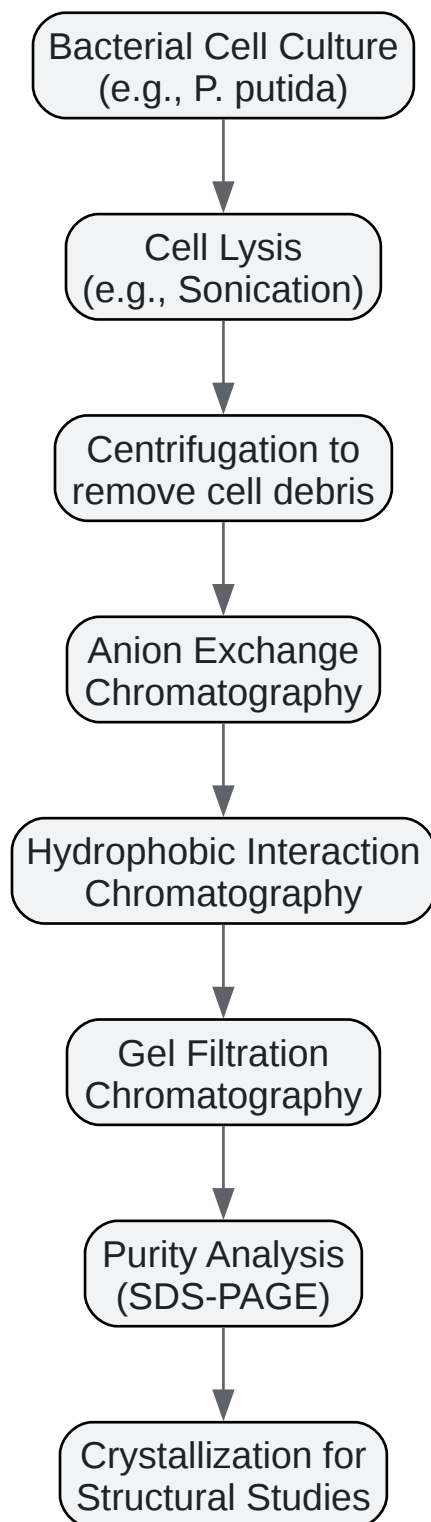 Bacterial Cell Culture
(e.g., P. putida)
Cell Lysis
(e.g., Sonication)
Centrifugation to
remove cell debris
Anion Exchange
Chromatography
Hydrophobic Interaction
Chromatography
Gel Filtration
Chromatography
Purity Analysis
(SDS-PAGE)
Crystallization for
Structural Studies